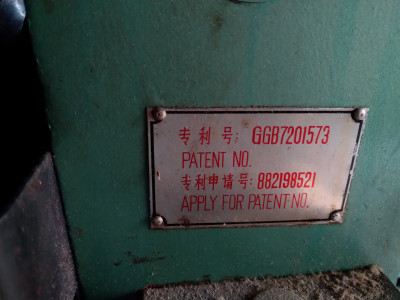 专利号: GGB7201573
PATENT NO.
专利申请号: 882198521
APPLY FOR PATENT NO.